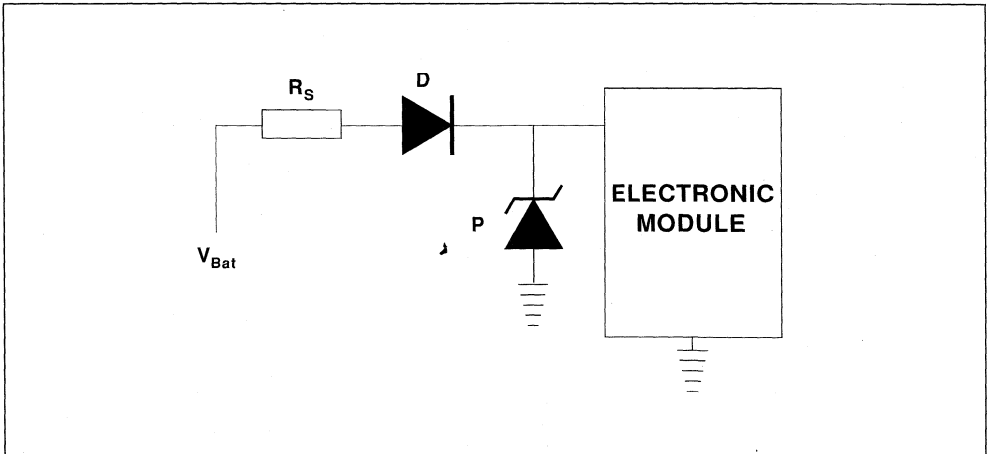 D
R_S
ELECTRONIC
MODULE
P
V_Bat